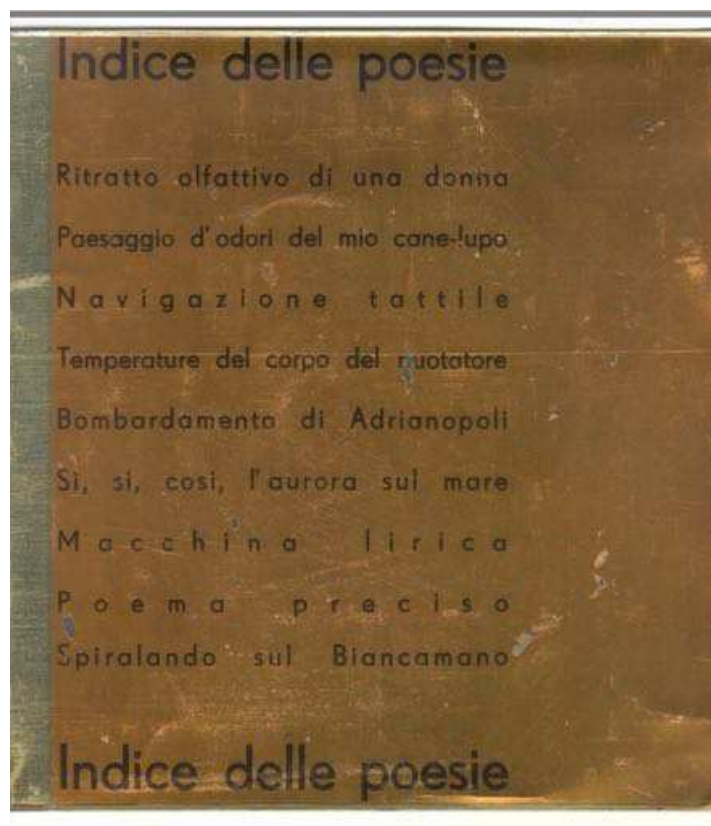 Indice delle poesie
Ritratto olfattivo di una donna
Paesaggio d'odori del mio cane-lupo
Navigazione tattile
Temperature del corpo del nuotatore
Bombardamento di Adrianopoli
Si, si, cosi, l'aurora sul mare
Macchina lirica
Poema preciso
Spiralando sul Biancamano
Indice delle poesie